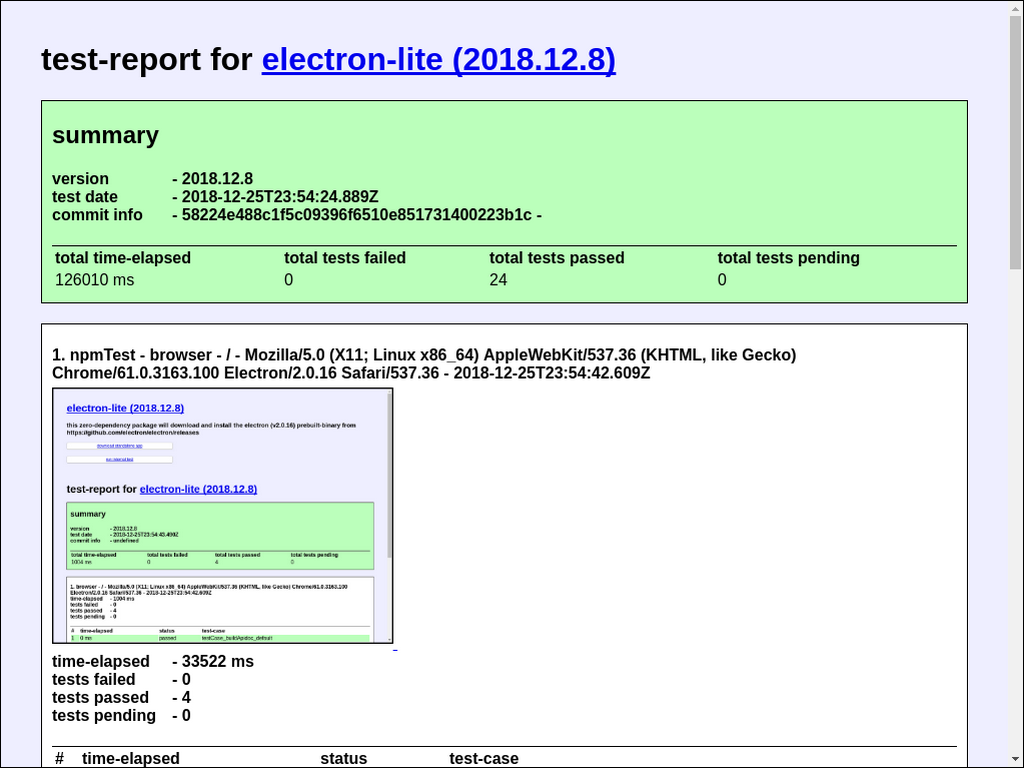 test-report for electron-lite (2018.12.8)
summary
version - 2018.12.8
test date - 2018-12-25T23:54:24.889Z
commit info - 58224e488c1f5c09396f6510e851731400223b1c -
total time-elapsed total tests failed total tests passed total tests pending
126010 ms 0 24 0
1. npmTest - browser - / - Mozilla/5.0 (X11; Linux x86_64) AppleWebKit/537.36 (KHTML, like Gecko)
Chrome/61.0.3163.100 Electron/2.0.16 Safari/537.36 - 2018-12-25T23:54:42.609Z
electron-lite (2018.12.8)
this zero-dependency package will download and install the electron (v2.0.16) prebuilt-binary from
https://github.com/electron/electron/releases
download standalone app
run internal test
test-report for electron-lite (2018.12.8)
summary
version - 2018.12.8
test date - 2018-12-25T23:54:43.490Z
commit info - undefined
total time-elapsed total tests failed total tests passed total tests pending
1004 ms 0 4 0
1. browser - / - Mozilla/5.0 (X11; Linux x86_64) AppleWebKit/537.36 (KHTML, like Gecko) Chrome/61.0.3163.100
Electron/2.0.16 Safari/537.36 - 2018-12-25T23:54:42.609Z
time-elapsed - 1004 ms
tests failed - 0
tests passed - 4
tests pending - 0
# time-elapsed status test-case
1 0 ms passed testCase_buildApidoc_default
time-elapsed - 33522 ms
tests failed - 0
tests passed - 4
tests pending - 0
# time-elapsed status test-case